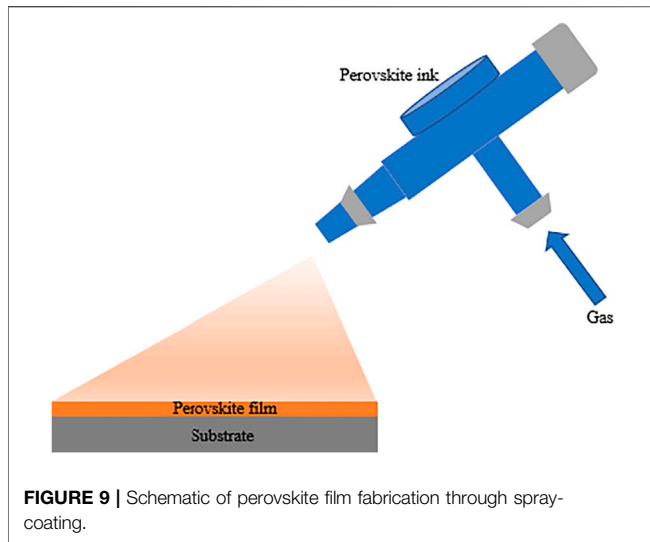 Perovskite ink
Gas
Perovskite film
Substrate
FIGURE 9 | Schematic of perovskite film fabrication through spray-
coating.